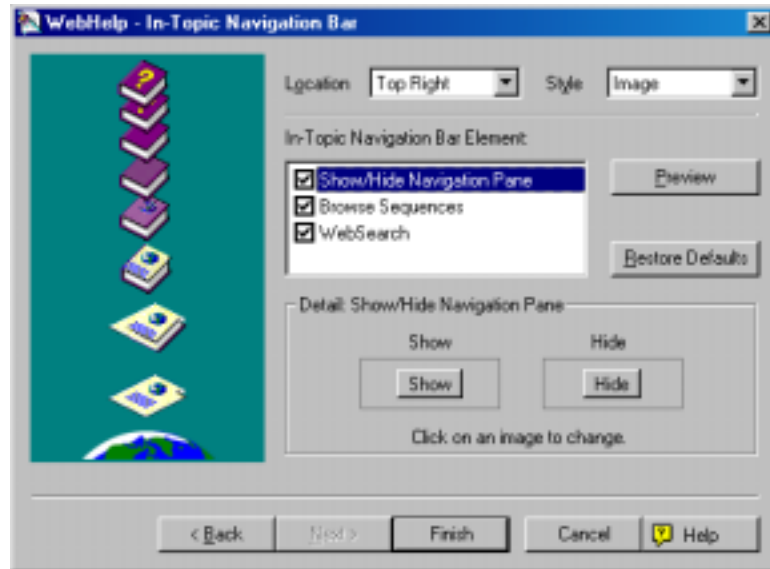 WebHelp - In-Topic Navigation Bar
Location Top Right Style Image
In-Topic Navigation Bar Element:
Show/Hide Navigation Pane
Preview
Browse Sequences
WebSearch
Restore Defaults
Detail: Show/Hide Navigation Pane
Show Hide
Show Hide
Click on an image to change.
< Back Next > Finish Cancel Help